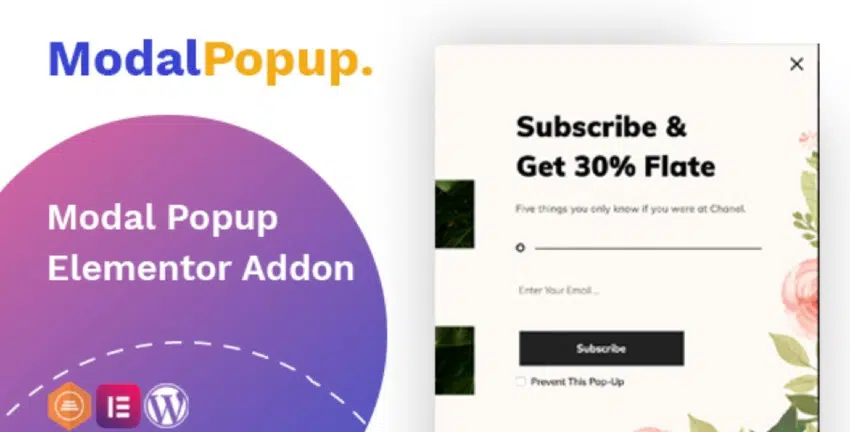 ModalPopup.
Modal Popup
Elementor Addon
Subscribe &
Get 30% Flate
Five things you only know if you were at Chanel.
Enter Your Email...
Subscribe
Prevent This Pop-Up